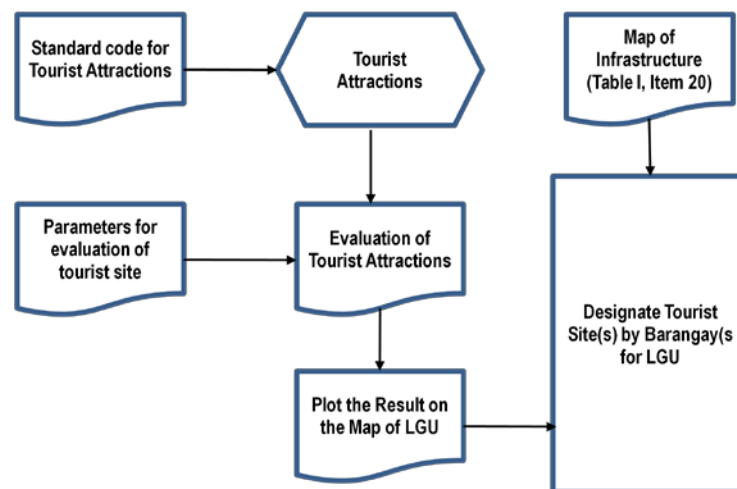 Standard code for
Tourist Attractions
Tourist
Attractions
Map of
Infrastructure
(Table I, Item 20)
Parameters for
evaluation of
tourist site
Evaluation of
Tourist Attractions
Designate Tourist
Site(s) by Barangay(s
for LGU
Plot the Result on
the Map of LGU